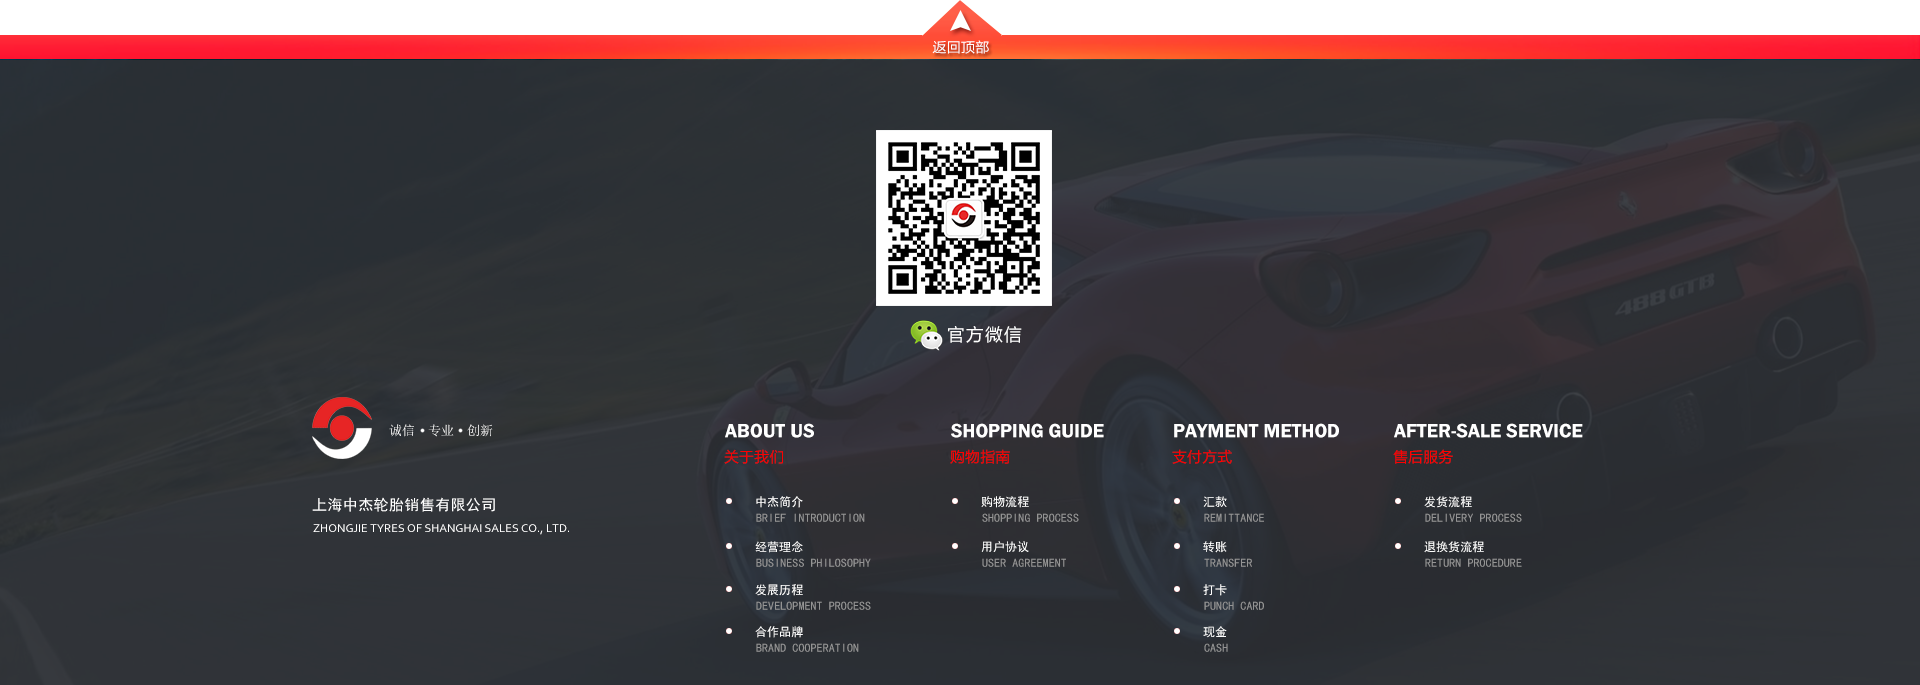 返回顶部
488 GTB
官方微信
诚信•专业•创新
上海中杰轮胎销售有限公司
ZHONGJIE TYRES OF SHANGHAI SALES CO., LTD.
ABOUT US
关于我们
中杰简介
BRIEF INTRODUCTION
经营理念
BUSINESS PHILOSOPHY
发展历程
DEVELOPMENT PROCESS
合作品牌
BRAND COOPERATION
SHOPPING GUIDE
购物指南
购物流程
SHOPPING PROCESS
用户协议
USER AGREEMENT
PAYMENT METHOD
支付方式
汇款
REMITTANCE
转账
TRANSFER
打卡
PUNCH CARD
现金
CASH
AFTER-SALE SERVICE
售后服务
发货流程
DELIVERY PROCESS
退换货流程
RETURN PROCEDURE